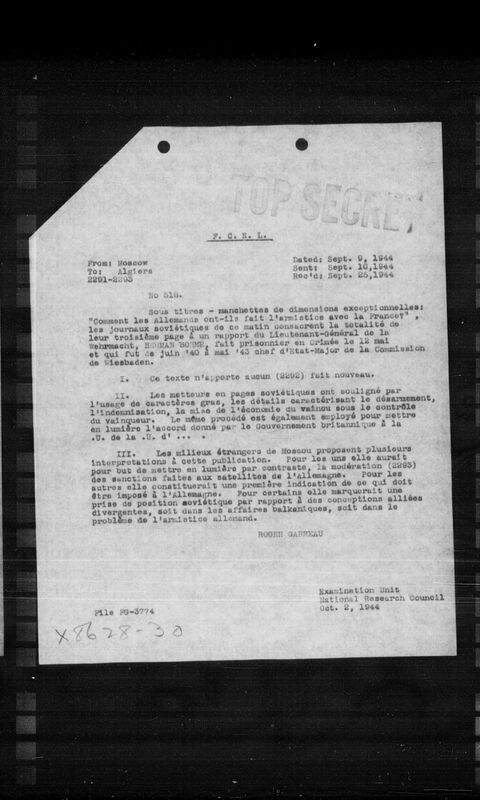 TOP SECRET
F. C. N. L.
From: Moscow
To: Algiers
2291-2293
Dated: Sept. 9, 1944
Sent: Sept. 10,1944
Rec'd: Sept. 25,1944
No 518.
Sous titres - manchettes de dimensions exceptionnelles:
"Comment les Allemands ont-ils fait l'armistice avec la France?",
les journaux soviétiques de ce matin consacrent la totalité de
leur troisième page à un rapport du Lieutenant-Général de la
Wehrmacht, HERMAN BOEME, fait prisonnier en Crimée le 12 mai
et qui fut de juin '40 à mai '43 chef d'Etat-Major de la Commission
de Wiesbaden.
I. Ce texte n'apporte aucun (2292) fait nouveau.
II. Les metteurs en pages soviétiques ont souligné par
l'usage de caractères gras, les détails caractérisant le désarmement,
l'indemnisation, la mise de l'économie du vaincu sous le contrôle
du vainqueur. Le même procédé est également employé pour mettre
en lumière l'accord donné par le Gouvernement britannique à la
.U. de la .U. d' ... .
III. Les milieux étrangers de Moscou proposent plusieurs
interprétations à cette publication. Pour les uns elle aurait
pour but de mettre en lumière par contraste, la modération (2293)
des sanctions faites aux satellites de l'Allemagne. Pour les
autres elle constituerait une première indication de ce qui doit
être imposé à l'Allemagne. Pour certains elle marquerait une
prise de position soviétique par rapport à des conceptions alliées
divergentes, soit dans les affaires balkaniques, soit dans le
problème de l'armistice allemand.
ROGER GARREAU
Examination Unit
National Research Council
Oct. 2, 1944
File FG-3774
X8628-30